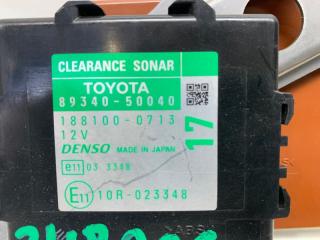 CLEARANCE SONAR
TOYOTA
89340-50040
188100-0713
12V
17
DENSO MADE IN JAPAN
e11 03 3348
E11 10R-023348
>ABS<